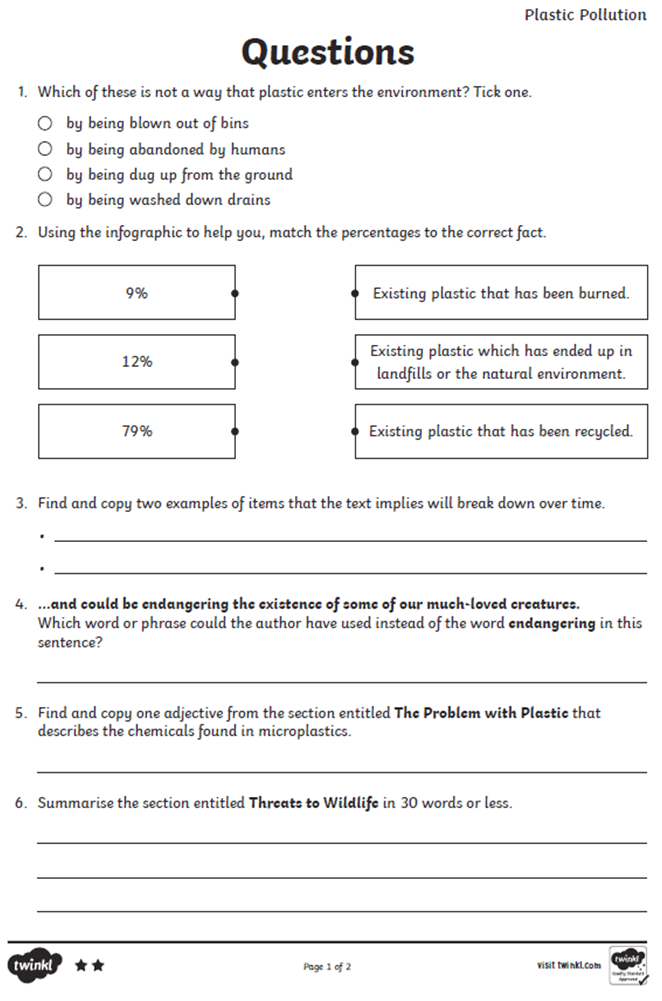 Plastic Pollution
Questions
1. Which of these is not a way that plastic enters the environment? Tick one.
by being blown out of bins
by being abandoned by humans
by being dug up from the ground
by being washed down drains
2. Using the infographic to help you, match the percentages to the correct fact.
9%
Existing plastic that has been burned.
12%
Existing plastic which has ended up in
landfills or the natural environment.
79%
Existing plastic that has been recycled.
3. Find and copy two examples of items that the text implies will break down over time.
•
•
4. ...and could be endangering the existence of some of our much-loved creatures.
Which word or phrase could the author have used instead of the word endangering in this
sentence?
5. Find and copy one adjective from the section entitled The Problem with Plastic that
describes the chemicals found in microplastics.
6. Summarise the section entitled Threats to Wildlife in 30 words or less.
twinkl
Page 1 of 2
visit twinkl.com
twinkl
Quality Standard
Approved